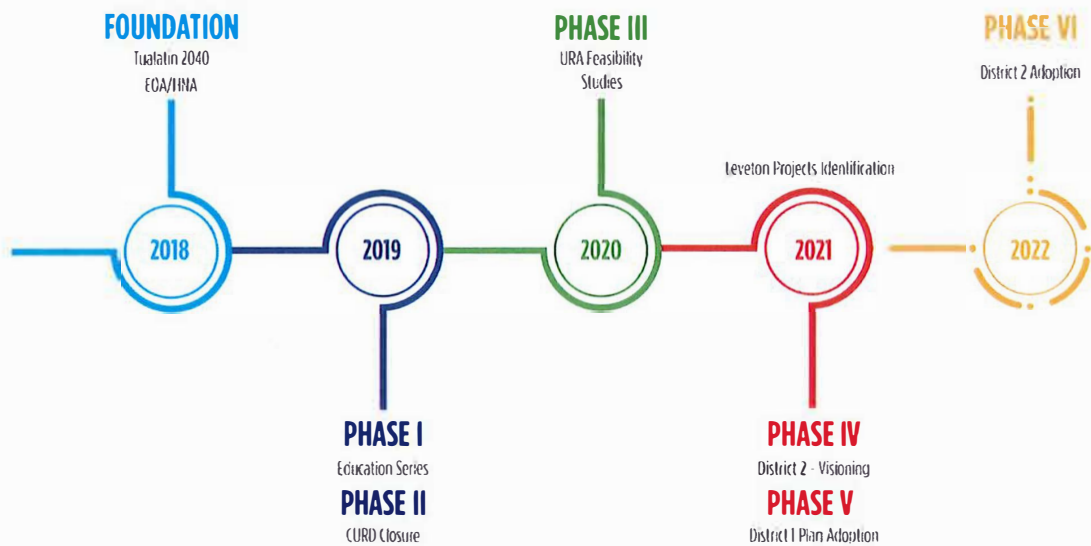 FOUNDATION
Tualatin 2040
EOA/HNA
2018
2019
PHASE I
Education Series
PHASE II
CURD Closure
PHASE III
URA Feasibility
Studies
2020
Leveton Projects Identification
2021
PHASE IV
District 2 - Visioning
PHASE V
District 1 Plan Adoption
PHASE VI
District 2 Adoption
2022